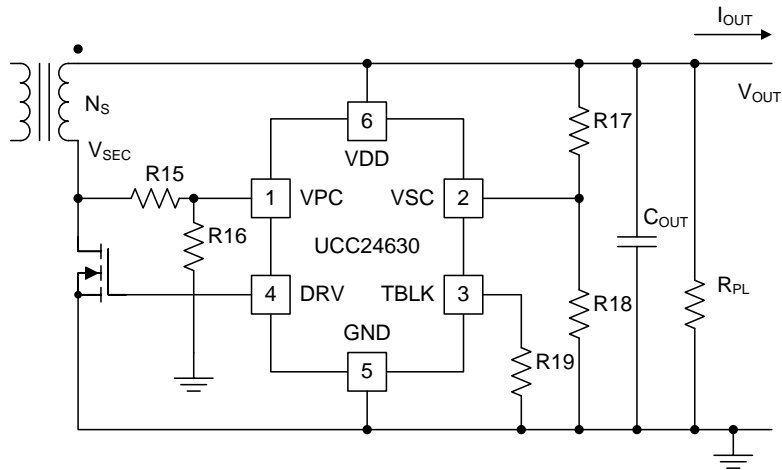 I_OUT
V_OUT
N_S
V_SEC
6
VDD
R17
R15
1
VPC
VSC
2
R16
UCC24630
C_OUT
4
DRV
TBLK
3
R18
R_PL
GND
5
R19